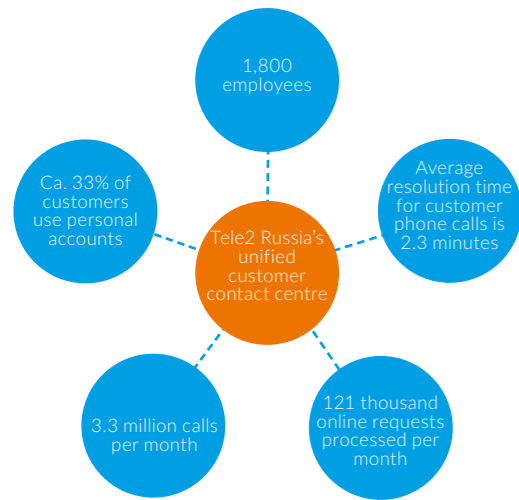 1,800
employees
Ca. 33% of
customers
use personal
accounts
Average
resolution time
for customer
phone calls is
2.3 minutes
Tele2 Russia's
unified
customer
contact centre
3.3 million calls
per month
121 thousand
online requests
processed per
month